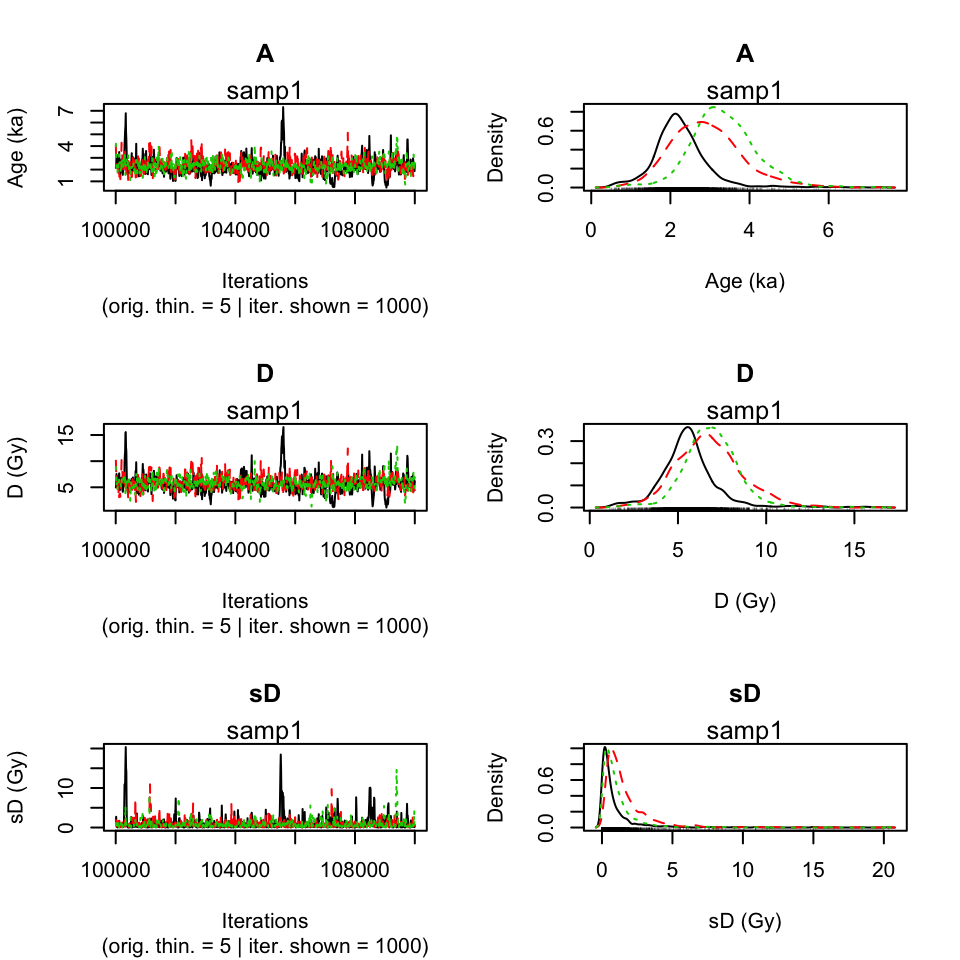 A
samp1
Age (ka)
7
4
1
100000 104000 108000
Iterations
(orig. thin. = 5 | iter. shown = 1000)
A
samp1
Density
0.6
0.0
0 2 4 6
Age (ka)
D
samp1
D (Gy)
15
5
100000 104000 108000
Iterations
(orig. thin. = 5 | iter. shown = 1000)
D
samp1
Density
0.3
0.0
0 5 10 15
D (Gy)
sD
samp1
sD (Gy)
10
0
100000 104000 108000
Iterations
(orig. thin. = 5 | iter. shown = 1000)
sD
samp1
Density
0.6
0.0
0 5 10 15 20
sD (Gy)